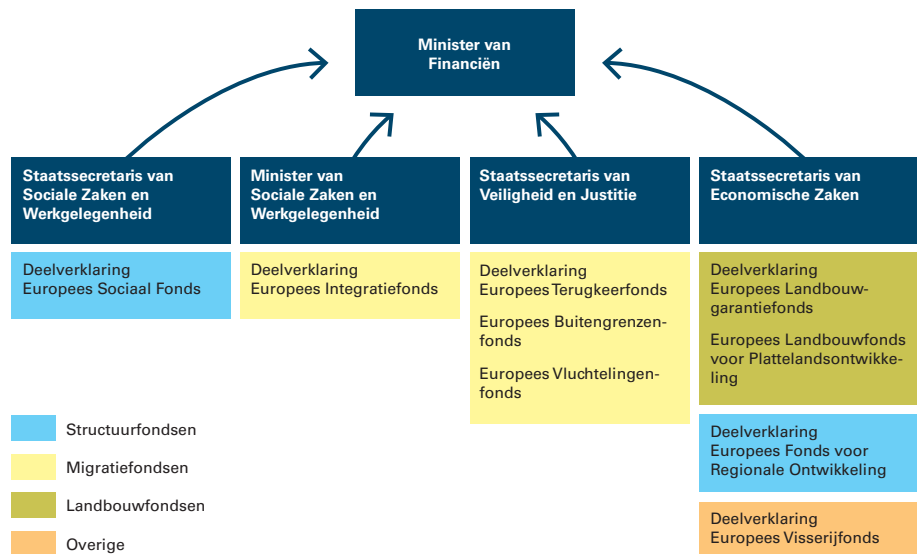 Minister van
Financiën
Staatssecretaris van
Sociale Zaken en
Werkgelegenheid
Minister van
Sociale Zaken en
Werkgelegenheid
Staatssecretaris van
Veiligheid en Justitie
Staatssecretaris van
Economische Zaken
Deelverklaring
Europees Sociaal Fonds
Deelverklaring
Europees Integratiefonds
Deelverklaring
Europees Terugkeerfonds
Europees Buitengrenzen-
fonds
Europees Vluchtelingen-
fonds
Deelverklaring
Europees Landbouw-
garantiefonds
Europees Landbouwfonds
voor Plattelandsontwikke-
ling
Deelverklaring
Europees Fonds voor
Regionale Ontwikkeling
Deelverklaring
Europees Visserijfonds
Structuurfondsen
Migratiefondsen
Landbouwfondsen
Overige